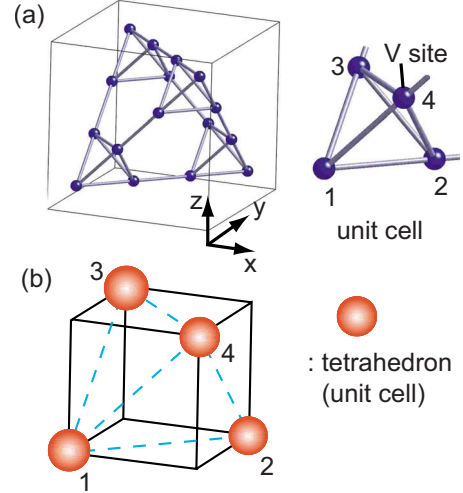 (a)
V site
3
4
1
2
unit cell
z
y
x
(b)
3
4
1
2
: tetrahedron
(unit cell)